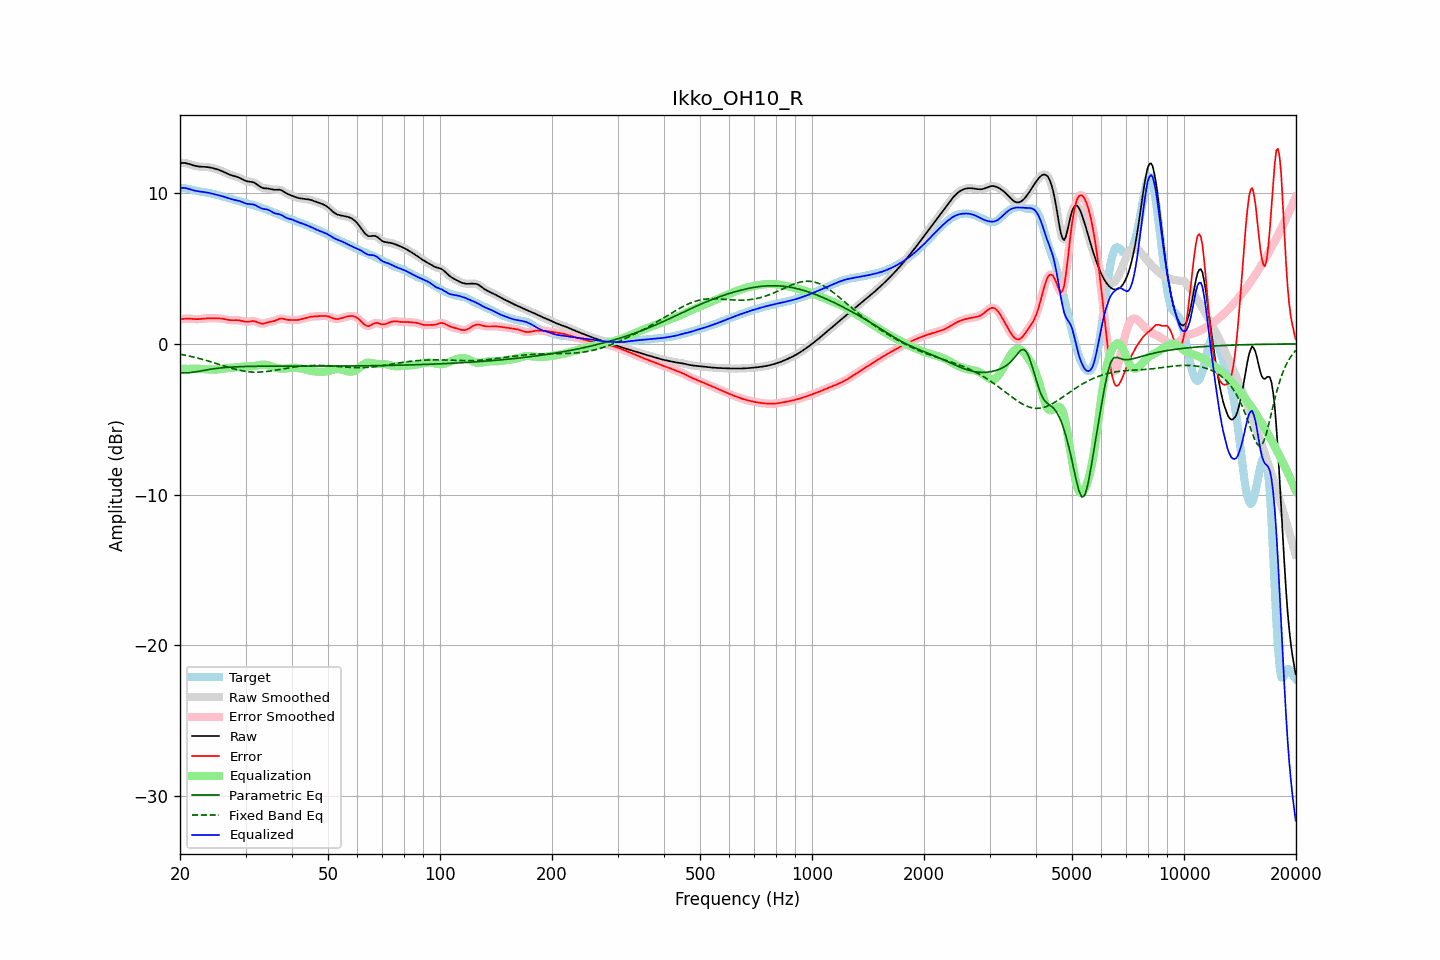 Ikko_OH10_R
10
0
−10
−20
−30
Amplitude (dBr)
Target
Raw Smoothed
Error Smoothed
Raw
Error
Equalization
Parametric Eq
Fixed Band Eq
Equalized
20 50 100 200 500 1000 2000 5000 10000 20000
Frequency (Hz)